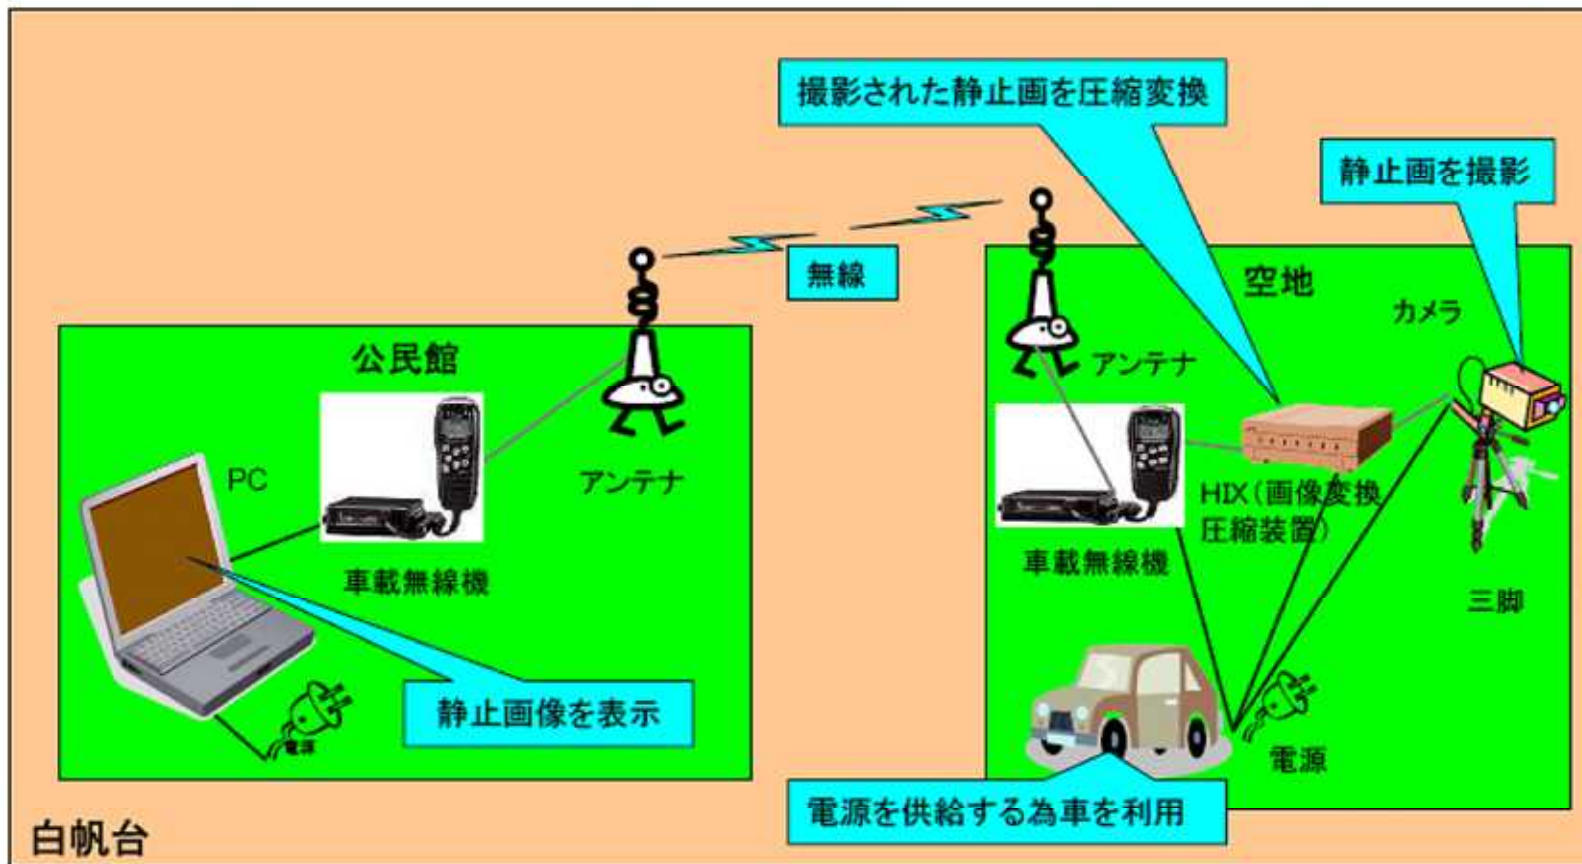 撮影された静止画を圧縮変換
静止画を撮影
無線
空地
カメラ
公民館
アンテナ
PC
アンテナ
HIX(画像変換
圧縮装置)
車載無線機
車載無線機
三脚
静止画像を表示
電源
電源
電源を供給する為車を利用
白帆台